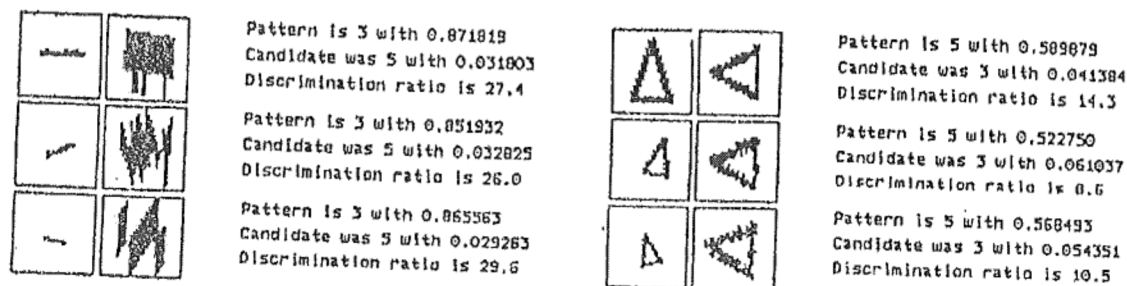 Pattern is 3 with 0.871819
Candidate was 5 with 0.031803
Discrimination ratio is 27.4
Pattern is 3 with 0.851932
Candidate was 5 with 0.032825
Discrimination ratio is 26.0
Pattern is 3 with 0.865563
Candidate was 5 with 0.029263
Discrimination ratio is 29.6
Pattern is 5 with 0.589879
Candidate was 3 with 0.041384
Discrimination ratio is 14.3
Pattern is 5 with 0.522750
Candidate was 3 with 0.061037
Discrimination ratio is 8.6
Pattern is 5 with 0.568493
Candidate was 3 with 0.054351
Discrimination ratio is 10.5